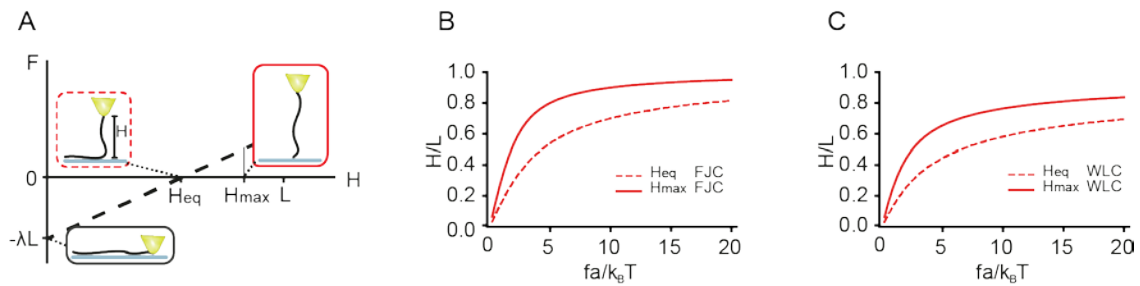 A
F
H
0
Heq
Hmax
L
H
-λL
B
H/L
1.0
0.8
0.6
0.4
0.2
0.0
Heq FJC
Hmax FJC
0
5
10
15
20
fa/kBT
C
H/L
1.0
0.8
0.6
0.4
0.2
0.0
Heq WLC
Hmax WLC
0
5
10
15
20
fa/kBT